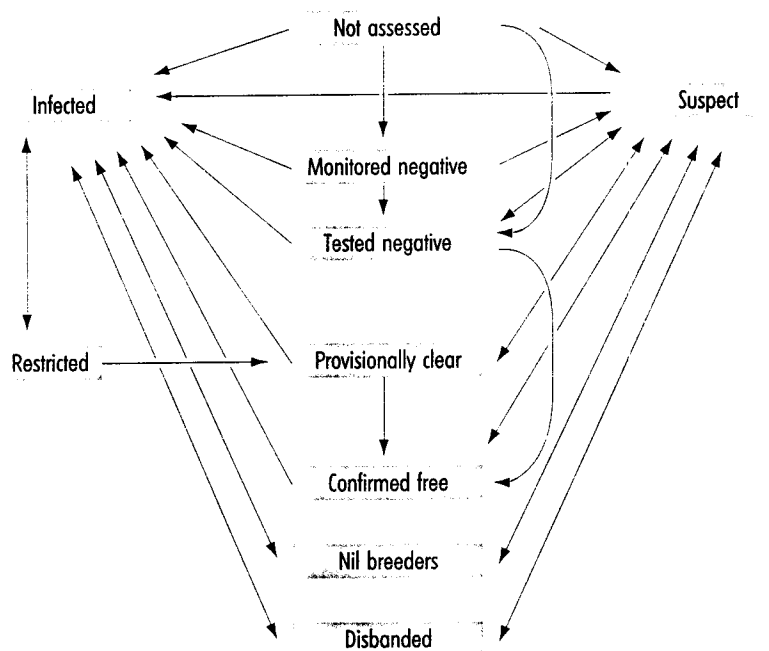 Not assessed
Infected
Suspect
Monitored negative
Tested negative
Restricted
Provisionally clear
Confirmed free
Nil breeders
Disbanded